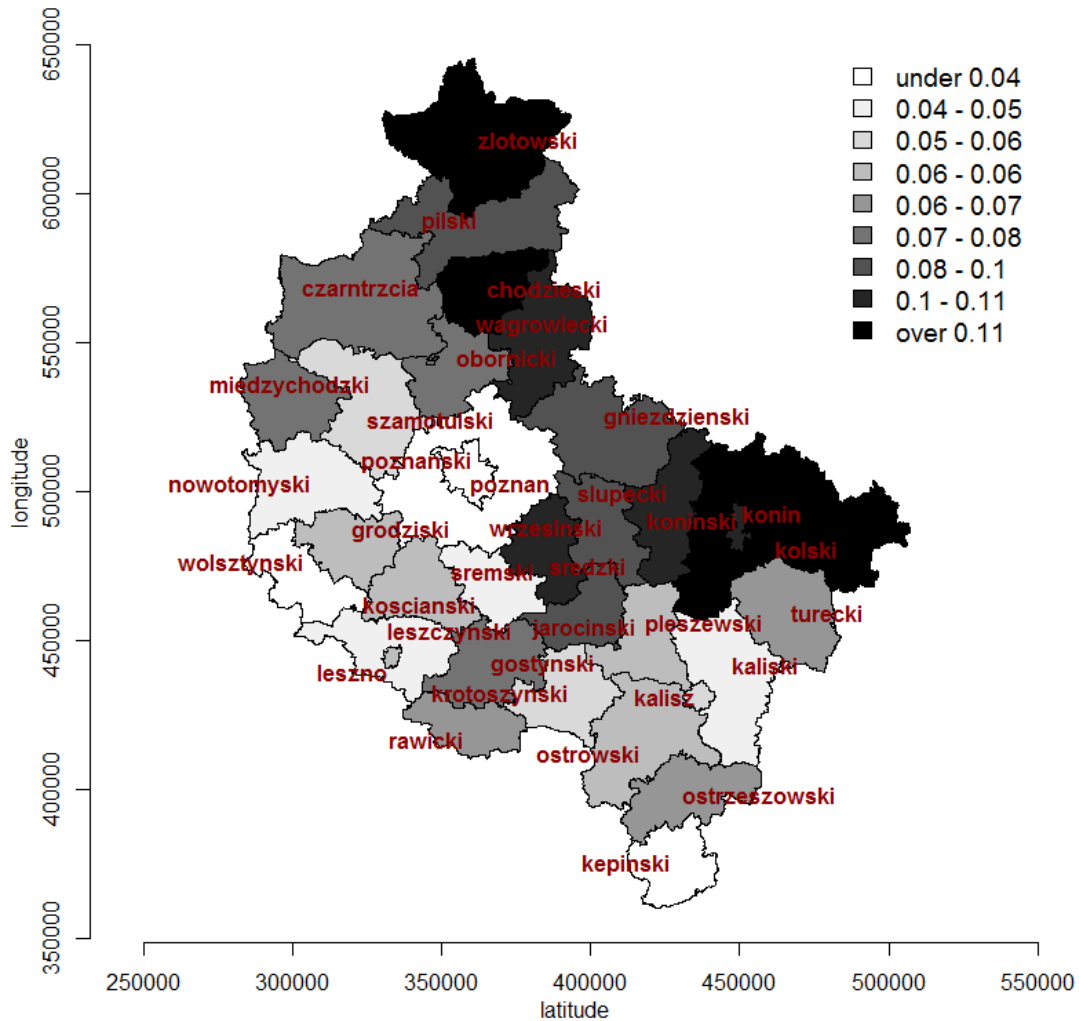 650000
600000
550000
500000
450000
400000
350000
longitude
under 0.04
0.04 - 0.05
0.05 - 0.06
0.06 - 0.06
0.06 - 0.07
0.07 - 0.08
0.08 - 0.1
0.1 - 0.11
over 0.11
zlotowski
pilski
czarntrzcia
chodzieski
wagrowiecki
obornicki
miedzychodzki
szamotulski
gniezdzienski
poznański
nowotomyski
poznan
slupecki
konin
koninski
wrzesinski
grodziski
kolski
wolsztynski
sremski
sredzki
koscianski
turecki
leszczynski
jarocinski
pleszewski
leszno
gostynski
kaliski
krotoszynski
kalisz
rawicki
ostrowski
ostrzeszowski
kepinski
250000
300000
350000
400000
450000
500000
550000
latitude